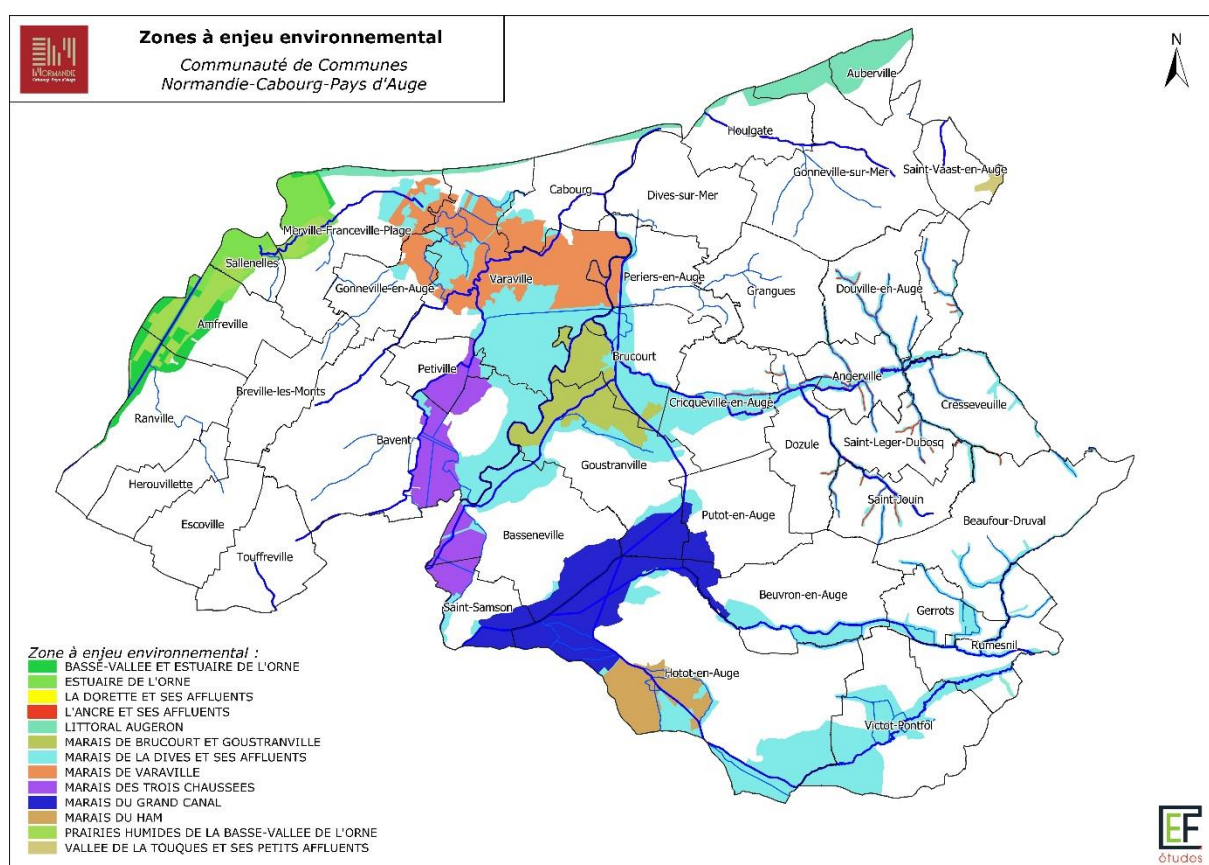 Zones à enjeu environnemental
Communauté de Communes
Normandie-Cabourg-Pays d'Auge
NORMANDIE
Cabourg-Pays d'Auge
N
Auberville
Houlgate
Saint-Vaast-en-Auge
Gonneville-sur-Mer
Cabourg
Dives-sur-Mer
Merville-Franceville-Plage
Sallenelles
Varaville
Periers-en-Auge
Gonneville-en-Auge
Grangues
Douville-en-Auge
Amfreville
Brucourt
Petiville
Angerville
Breville-les-Monts
Cricqueville-en-Auge
Cresseveuille
Ranville
Bavent
Dozule
Saint-Leger-Dubosq
Goustranville
Herouvillette
Saint-Jouin
Escoville
Putot-en-Auge
Beaufour-Druval
Basseneville
Touffreville
Beuvron-en-Auge
Saint-Samson
Gerrots
Rumesnil
Hotot-en-Auge
Victot-Pontfol
Zone à enjeu environnemental :
BASSE-VALLEE ET ESTUAIRE DE L'ORNE
ESTUAIRE DE L'ORNE
LA DORETTE ET SES AFFLUENTS
L'ANCRE ET SES AFFLUENTS
LITTORAL AUGERON
MARAIS DE BRUCOURT ET GOUSTRANVILLE
MARAIS DE LA DIVES ET SES AFFLUENTS
MARAIS DE VARAVILLE
MARAIS DES TROIS CHAUSSEES
MARAIS DU GRAND CANAL
MARAIS DU HAM
PRAIRIES HUMIDES DE LA BASSE-VALLEE DE L'ORNE
VALLEE DE LA TOUQUES ET SES PETITS AFFLUENTS
EF
études